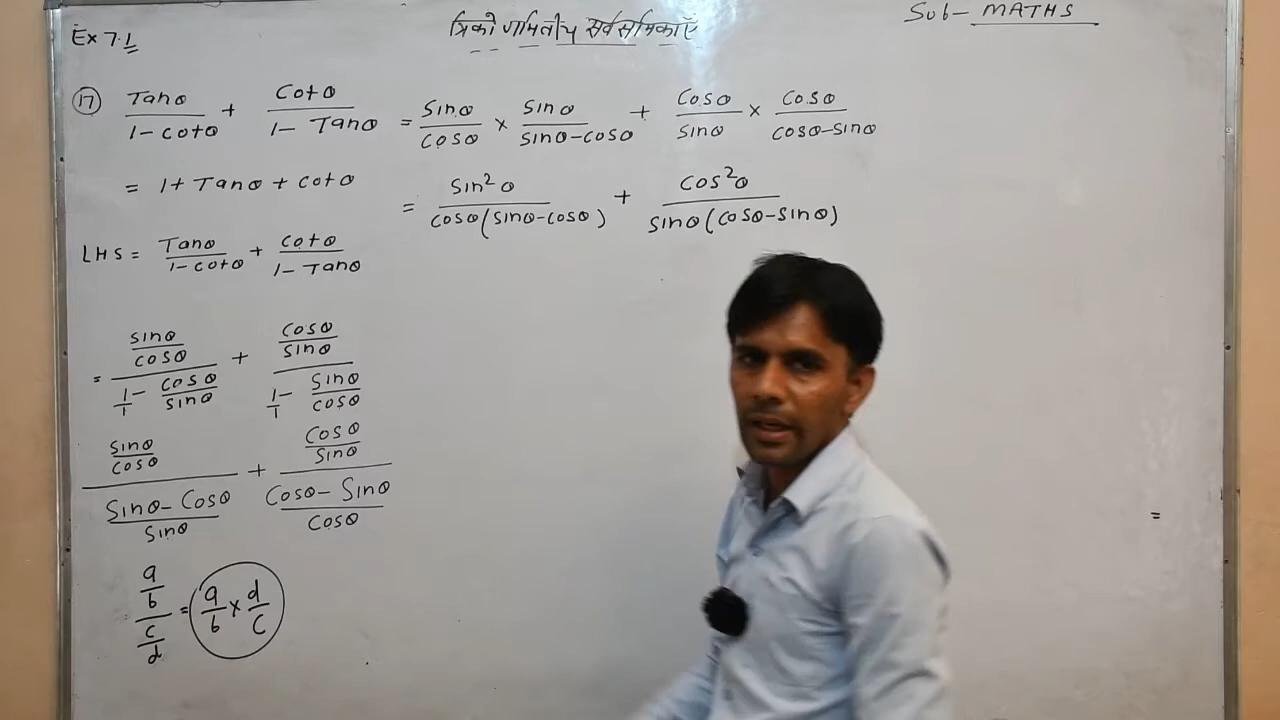 Sub- MATHS
Ex 7.1
त्रिकोणमितीय सर्वसमिकाएँ
(17) Tanθ/(1-cotθ) + Cotθ/(1- Tanθ)
= 1+ Tanθ + cotθ
LHS = Tanθ/(1-cotθ) + cotθ/(1- Tanθ)
= (sinθ/cosθ)/(1/1 - cosθ/sinθ) + (cosθ/sinθ)/(1/1 - sinθ/cosθ)
(sinθ/cosθ)/((Sinθ- Cosθ)/Sinθ) + (Cosθ/Sinθ)/((Cosθ- Sinθ)/Cosθ)
(a/b)/(c/d) = a/b × d/c
= Sinθ/cosθ × Sinθ/(sinθ-cosθ) + Cosθ/sinθ × Cosθ/(cosθ-sinθ)
= Sin²θ/(cosθ(sinθ-cosθ)) + Cos²θ/(sinθ(cosθ-sinθ))
=